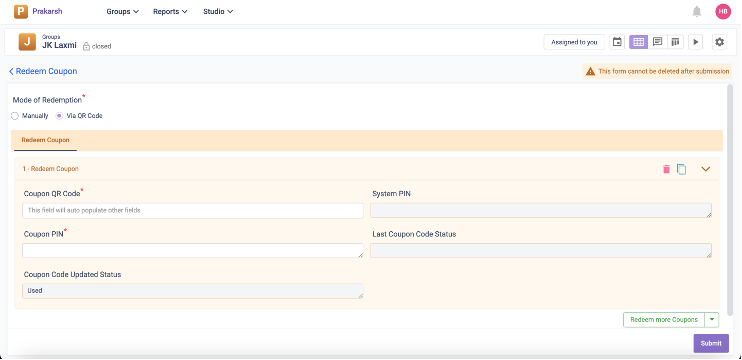 P Prakarsh Groups Reports Studio HB
J Groups
JK Laxmi closed Assigned to you
Redeem Coupon This form cannot be deleted after submission
Mode of Redemption*
Manually Via QR Code
Redeem Coupon
1 - Redeem Coupon
Coupon QR Code* System PIN
This field will auto populate other fields
Coupon PIN* Last Coupon Code Status
Coupon Code Updated Status
Used
Redeem more Coupons
Submit